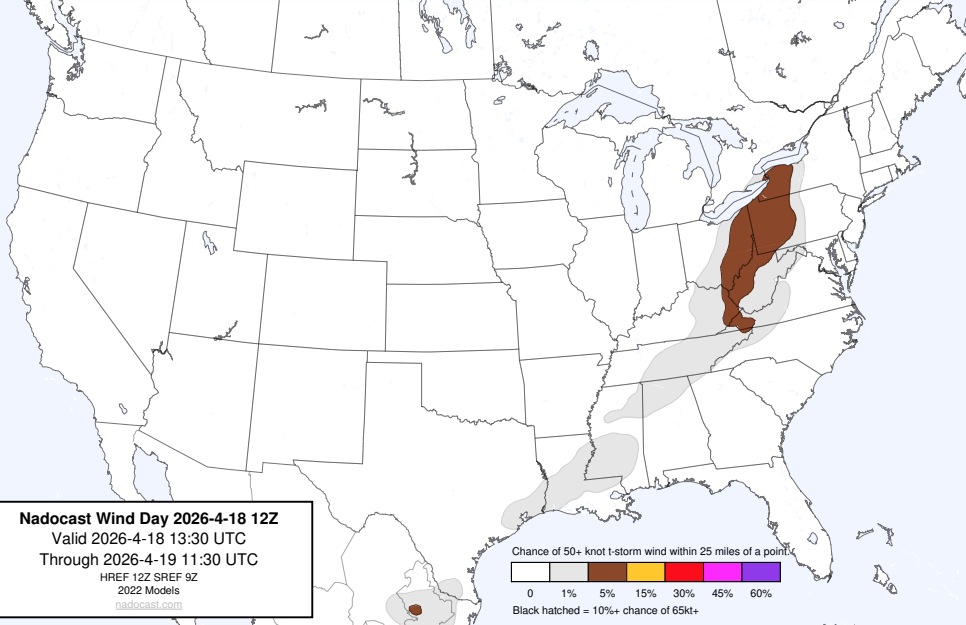 Nadocast Wind Day 2026-4-18 12Z
Valid 2026-4-18 13:30 UTC
Through 2026-4-19 11:30 UTC
HREF 12Z SREF 9Z
2022 Models
nadocast.com
Chance of 50+ knot t-storm wind within 25 miles of a point.
0 1% 5% 15% 30% 45% 60%
Black hatched = 10%+ chance of 65kt+